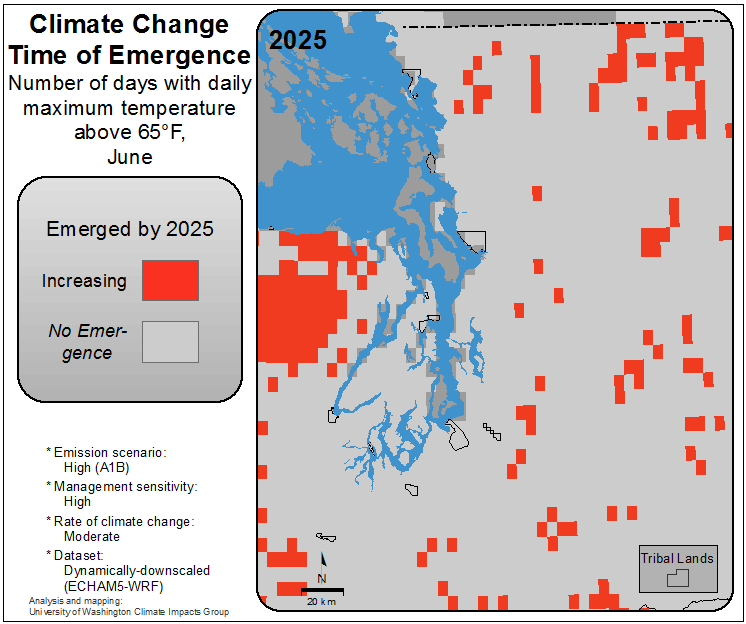 Climate Change
Time of Emergence
Number of days with daily
maximum temperature
above 65°F,
June
2025
Emerged by 2025
Increasing
No Emer-
gence
* Emission scenario:
High (A1B)
* Management sensitivity:
High
* Rate of climate change:
Moderate
* Dataset:
Dynamically-downscaled
(ECHAM5-WRF)
Analysis and mapping:
University of Washington Climate Impacts Group
N
20 km
Tribal Lands